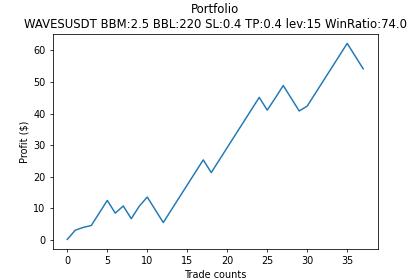 Portfolio
WAVESUSDT BBM:2.5 BBL:220 SL:0.4 TP:0.4 lev:15 WinRatio:74.0
60
50
40
30
20
10
0
Profit ($)
0 5 10 15 20 25 30 35
Trade counts